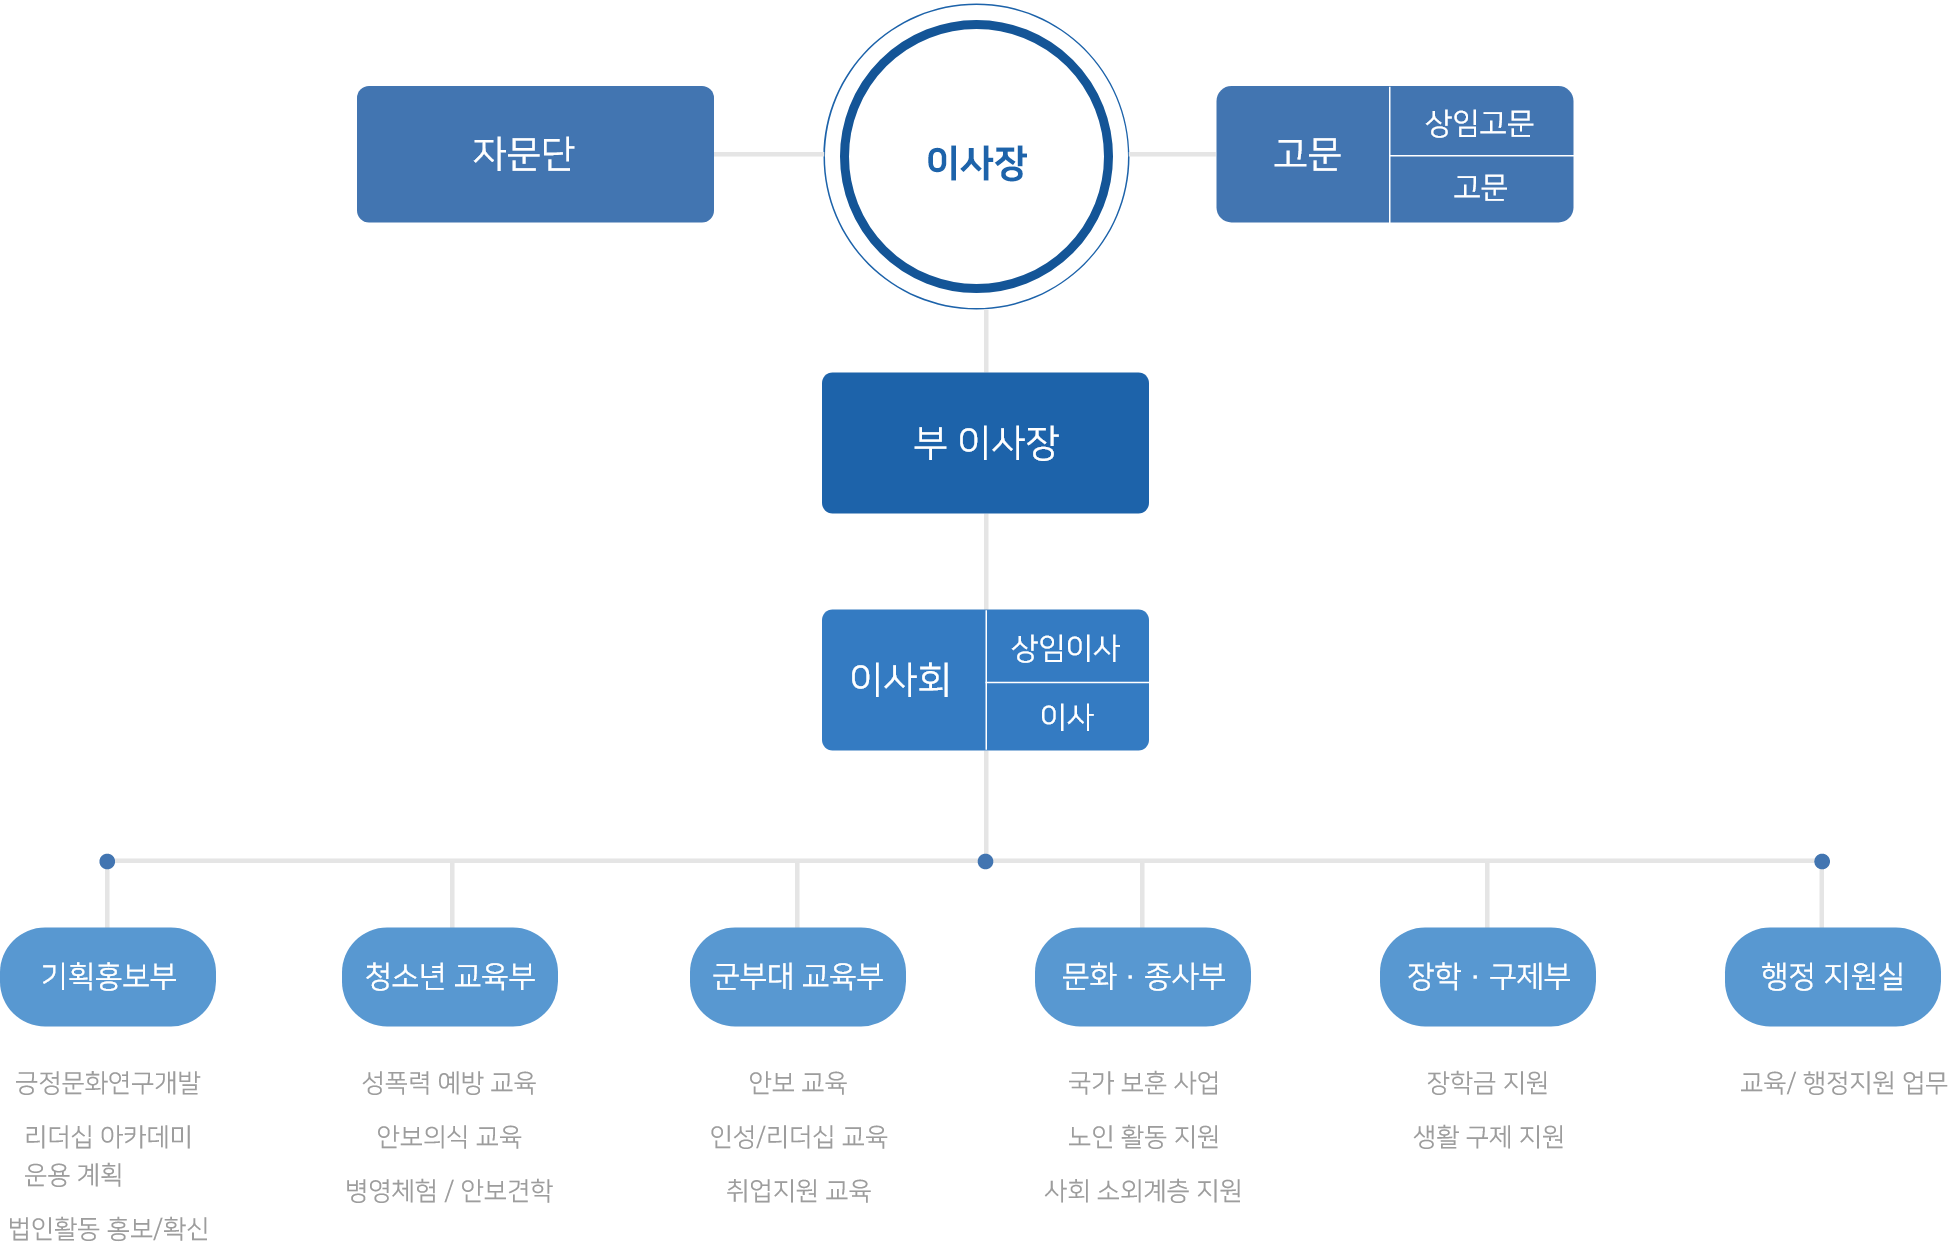 자문단
이사장
고문
상임고문
고문
부 이사장
이사회
상임이사
이사
기획홍보부
청소년 교육부
군부대 교육부
문화 · 종사부
장학 · 구제부
행정 지원실
긍정문화연구개발
리더십 아카데미
운용 계획
법인활동 홍보/확신
성폭력 예방 교육
안보의식 교육
병영체험 / 안보견학
안보 교육
인성/리더십 교육
취업지원 교육
국가 보훈 사업
노인 활동 지원
사회 소외계층 지원
장학금 지원
생활 구제 지원
교육/ 행정지원 업무